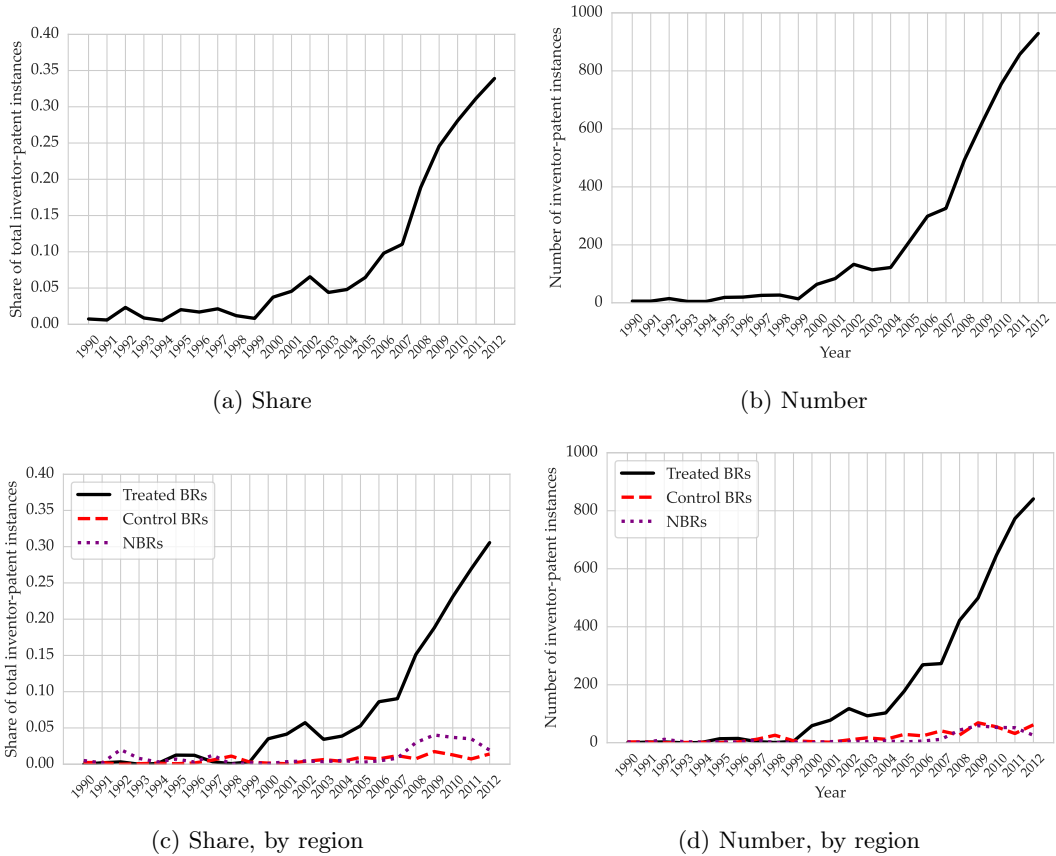 Share of total inventor-patent instances
0.40
0.35
0.30
0.25
0.20
0.15
0.10
0.05
0.00
1990 1991 1992 1993 1994 1995 1996 1997 1998 1999 2000 2001 2002 2003 2004 2005 2006 2007 2008 2009 2010 2011 2012
(a) Share
Number of inventor-patent instances
1000
800
600
400
200
0
1990 1991 1992 1993 1994 1995 1996 1997 1998 1999 2000 2001 2002 2003 2004 2005 2006 2007 2008 2009 2010 2011 2012
Year
(b) Number
Share of total inventor-patent instances
0.40
0.35
0.30
0.25
0.20
0.15
0.10
0.05
0.00
Treated BRs
Control BRs
NBRs
1990 1991 1992 1993 1994 1995 1996 1997 1998 1999 2000 2001 2002 2003 2004 2005 2006 2007 2008 2009 2010 2011 2012
(c) Share, by region
Number of inventor-patent instances
1000
800
600
400
200
0
Treated BRs
Control BRs
NBRs
1990 1991 1992 1993 1994 1995 1996 1997 1998 1999 2000 2001 2002 2003 2004 2005 2006 2007 2008 2009 2010 2011 2012
Year
(d) Number, by region